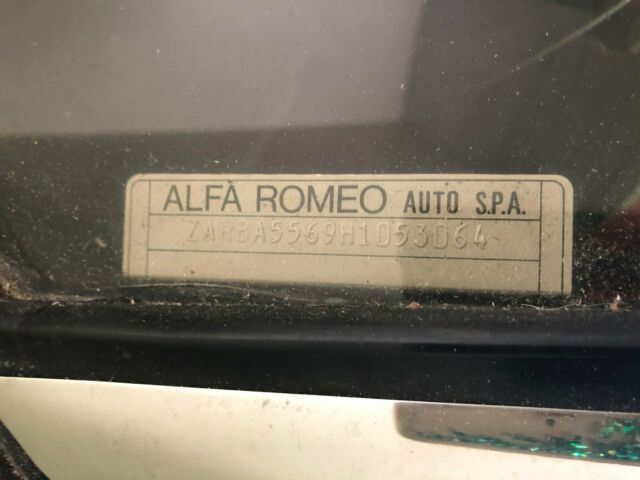 ALFA ROMEO AUTO S.P.A.
ZARBA5569H1053064